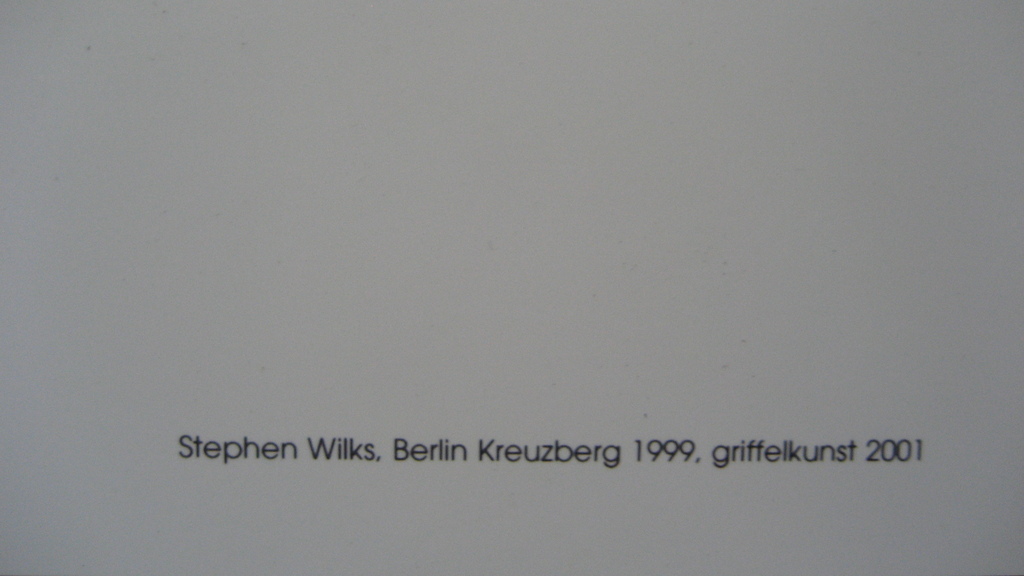 Stephen Wilks, Berlin Kreuzberg 1999, griffelkunst 2001